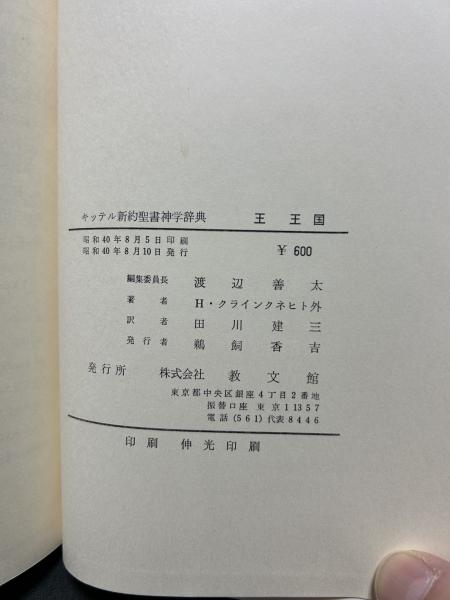 キッテル新約聖書神学辞典 王 王国
昭和40年8月5日 印刷
昭和40年8月10日 発行
¥ 600
編集委員長 渡辺善太
著者 H・クラインクネヒト外
訳者 田川建三
発行者 鵜飼香吉
発行所 株式会社 教文館
東京都中央区銀座4丁目2番地
振替口座 東京11357
電話 (561) 代表8446
印刷 伸光印刷